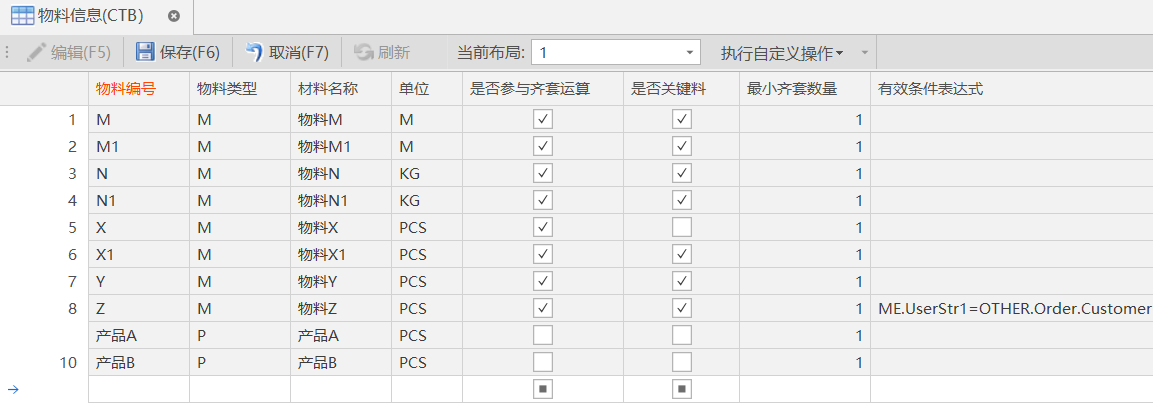 物料信息(CTB)
编辑(F5) 保存(F6) 取消(F7) 刷新 当前布局: 1 执行自定义操作
物料编号 物料类型 材料名称 单位 是否参与齐套运算 是否关键料 最小齐套数量 有效条件表达式
1 M M 物料M M 1
2 M1 M 物料M1 M 1
3 N M 物料N KG 1
4 N1 M 物料N1 KG 1
5 X M 物料X PCS 1
6 X1 M 物料X1 PCS 1
7 Y M 物料Y PCS 1
8 Z M 物料Z PCS 1 ME.UserStr1=OTHER.Order.Customer
产品A P 产品A PCS 1
10 产品B P 产品B PCS 1